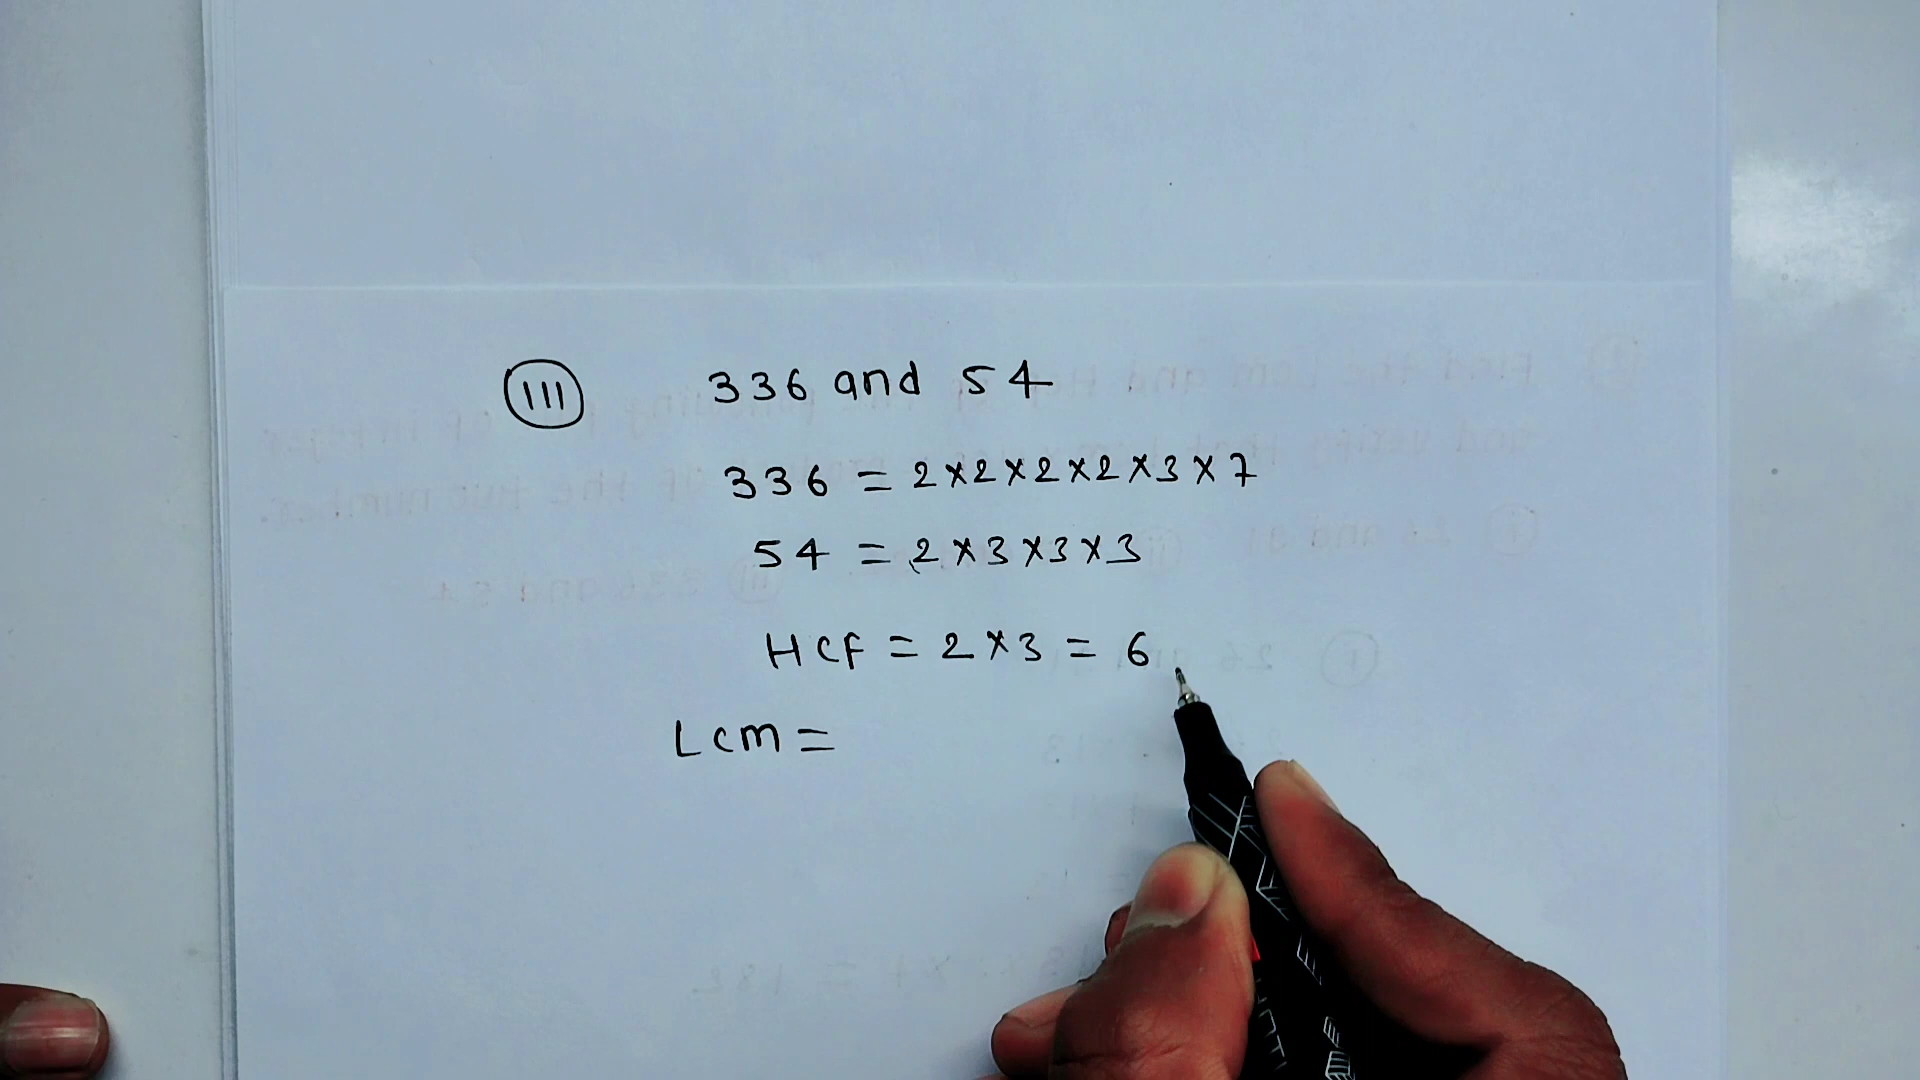 III 336 and 54
336 = 2×2×2×2×3×7
54 = 2×3×3×3
HCF = 2×3 = 6
Lcm =